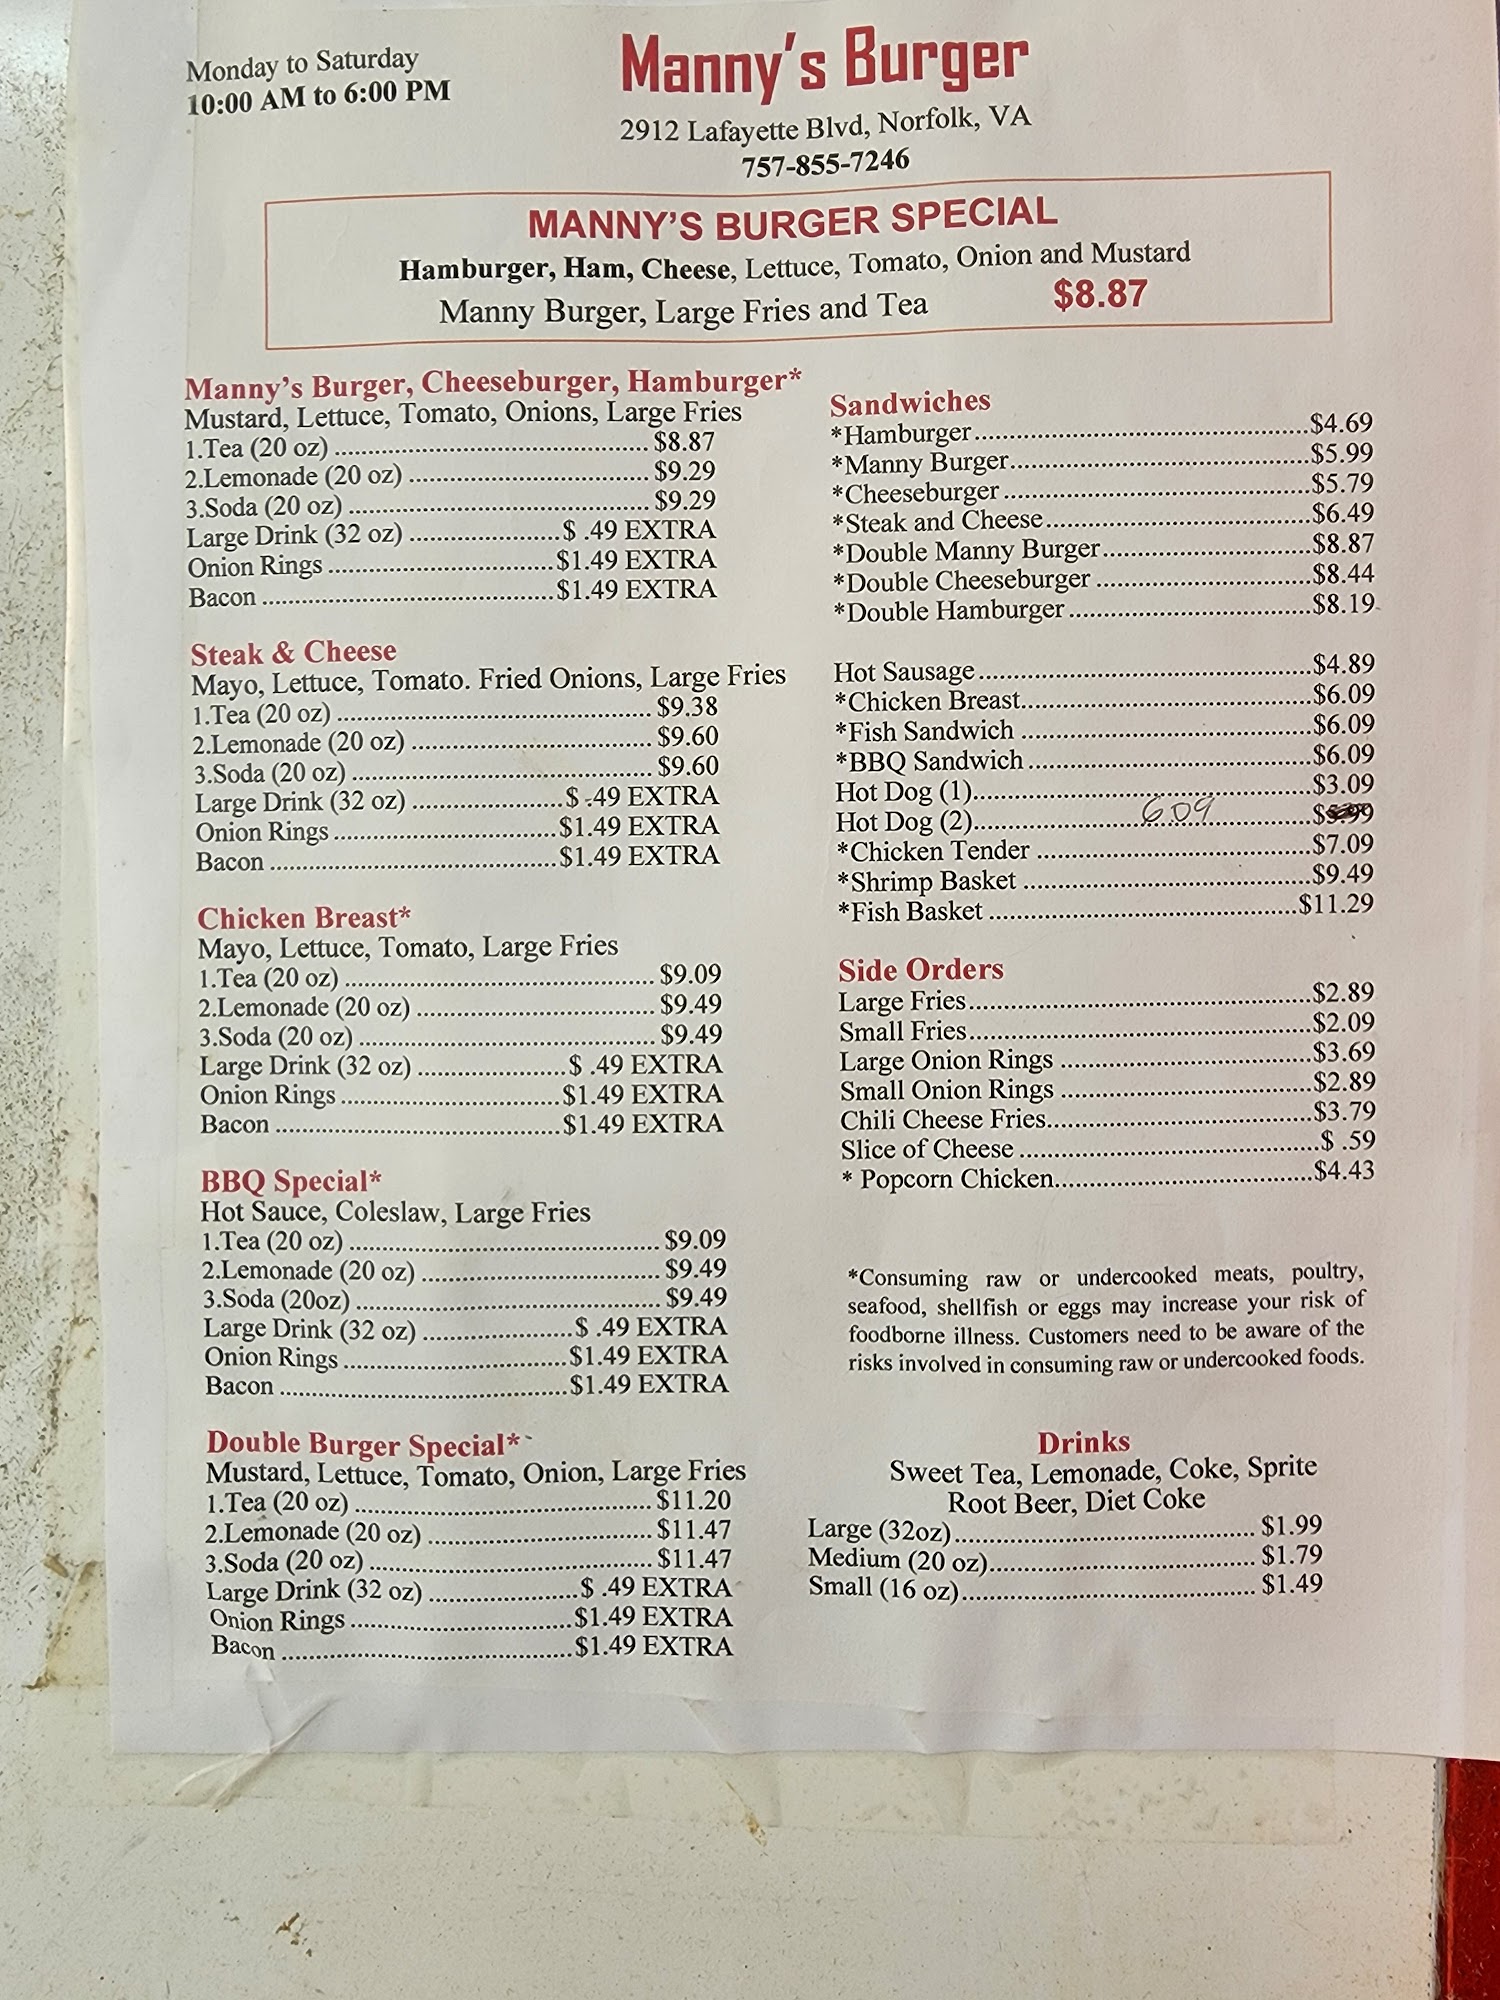 Monday to Saturday
10:00 AM to 6:00 PM
Manny's Burger
2912 Lafayette Blvd, Norfolk, VA
757-855-7246
MANNY'S BURGER SPECIAL
Hamburger, Ham, Cheese, Lettuce, Tomato, Onion and Mustard
Manny Burger, Large Fries and Tea $8.87
Manny's Burger, Cheeseburger, Hamburger*
Mustard, Lettuce, Tomato, Onions, Large Fries
1.Tea (20 oz) $8.87
2.Lemonade (20 oz) $9.29
3.Soda (20 oz) $9.29
Large Drink (32 oz) $ .49 EXTRA
Onion Rings $1.49 EXTRA
Bacon $1.49 EXTRA
Steak & Cheese
Mayo, Lettuce, Tomato. Fried Onions, Large Fries
1.Tea (20 oz) $9.38
2.Lemonade (20 oz) $9.60
3.Soda (20 oz) $9.60
Large Drink (32 oz) $ .49 EXTRA
Onion Rings $1.49 EXTRA
Bacon $1.49 EXTRA
Chicken Breast*
Mayo, Lettuce, Tomato, Large Fries
1.Tea (20 oz) $9.09
2.Lemonade (20 oz) $9.49
3.Soda (20 oz) $9.49
Large Drink (32 oz) $ .49 EXTRA
Onion Rings $1.49 EXTRA
Bacon $1.49 EXTRA
BBQ Special*
Hot Sauce, Coleslaw, Large Fries
1.Tea (20 oz) $9.09
2.Lemonade (20 oz) $9.49
3.Soda (20oz) $9.49
Large Drink (32 oz) $ .49 EXTRA
Onion Rings $1.49 EXTRA
Bacon $1.49 EXTRA
Double Burger Special*
Mustard, Lettuce, Tomato, Onion, Large Fries
1.Tea (20 oz) $11.20
2.Lemonade (20 oz) $11.47
3.Soda (20 oz) $11.47
Large Drink (32 oz) $ .49 EXTRA
Onion Rings $1.49 EXTRA
Bacon $1.49 EXTRA
Sandwiches
*Hamburger $4.69
*Manny Burger $5.99
*Cheeseburger $5.79
*Steak and Cheese $6.49
*Double Manny Burger $8.87
*Double Cheeseburger $8.44
*Double Hamburger $8.19
Hot Sausage $4.89
*Chicken Breast $6.09
*Fish Sandwich $6.09
*BBQ Sandwich $6.09
Hot Dog (1) $3.09
Hot Dog (2) 6.09
*Chicken Tender $7.09
*Shrimp Basket $9.49
*Fish Basket $11.29
Side Orders
Large Fries $2.89
Small Fries $2.09
Large Onion Rings $3.69
Small Onion Rings $2.89
Chili Cheese Fries $3.79
Slice of Cheese $ .59
* Popcorn Chicken $4.43
*Consuming raw or undercooked meats, poultry,
seafood, shellfish or eggs may increase your risk of
foodborne illness. Customers need to be aware of the
risks involved in consuming raw or undercooked foods.
Drinks
Sweet Tea, Lemonade, Coke, Sprite
Root Beer, Diet Coke
Large (32oz) $1.99
Medium (20 oz) $1.79
Small (16 oz) $1.49